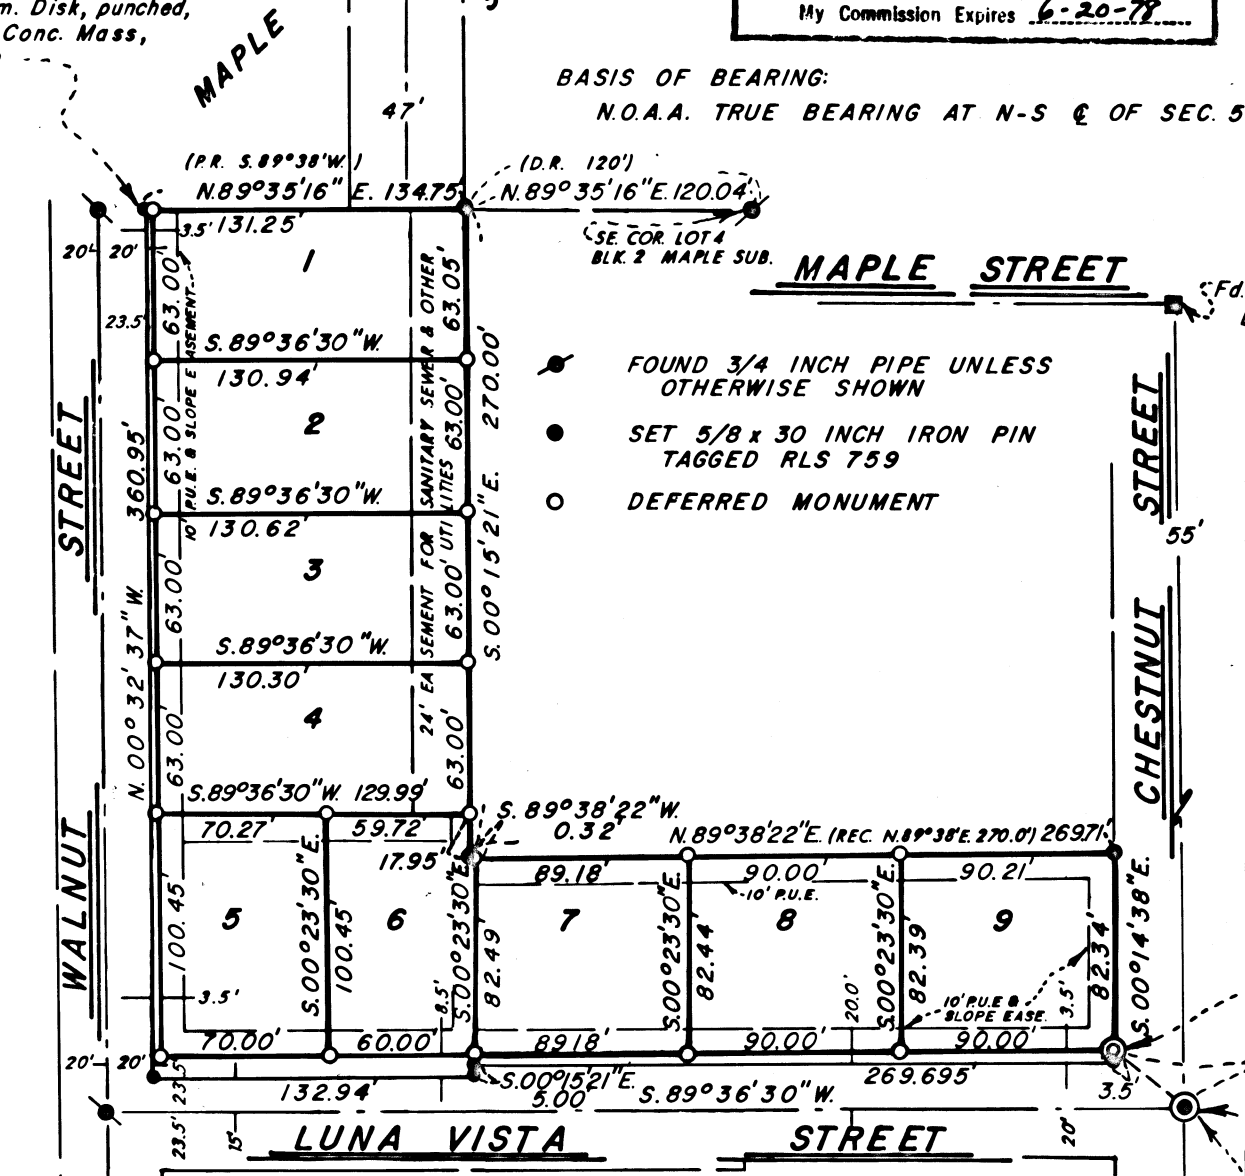 m. Disk, punched,
Conc. Mass,
My Commission Expires 6-20-78
MAPLE
47'
BASIS OF BEARING:
N.O.A.A. TRUE BEARING AT N-S ℄ OF SEC. 5
(P.R. S.89°38'W.)
N.89°35'16"E. 134.75'
(D.R. 120')
N.89°35'16"E. 120.04'
SE. COR. LOT 4
BLK. 2 MAPLE SUB.
MAPLE STREET
Fd.
131.25'
3.5'
20' 20'
23.5'
1
63.00'
63.05'
S.89°36'30"W.
130.94'
2
63.00'
63.00'
270.00'
S.00°15'21"E.
10' P.U.E. & SLOPE EASEMENT
24' EASEMENT FOR SANITARY SEWER & OTHER UTILITIES
FOUND 3/4 INCH PIPE UNLESS
OTHERWISE SHOWN
SET 5/8 x 30 INCH IRON PIN
TAGGED RLS 759
DEFERRED MONUMENT
S.89°36'30"W.
130.62'
3
63.00'
63.00'
360.95'
N.00°32'37"W.
S.89°36'30"W.
130.30'
4
63.00'
63.00'
WALNUT STREET
CHESTNUT STREET
55'
S.89°36'30"W. 129.99'
70.27'
59.72'
17.95'
S.89°38'22"W.
0.32'
N.89°38'22"E. (REC. N.89°38'E. 270.0') 269.71'
89.18'
90.00'
90.21'
10' P.U.E.
5
6
7
8
9
100.45'
S.00°23'30"E.
100.45'
S.00°23'30"E.
82.49'
S.00°23'30"E.
82.44'
S.00°23'30"E.
82.39'
82.34'
S.00°14'38"E.
10' P.U.E &
SLOPE EASE.
3.5'
8.5'
20.0'
3.5'
70.00'
60.00'
89.18'
90.00'
90.00'
20' 20'
23.5'
132.94'
S.00°15'21"E.
5.00'
S.89°36'30"W.
269.695'
3.5
23.5'
15'
20'
LUNA VISTA STREET